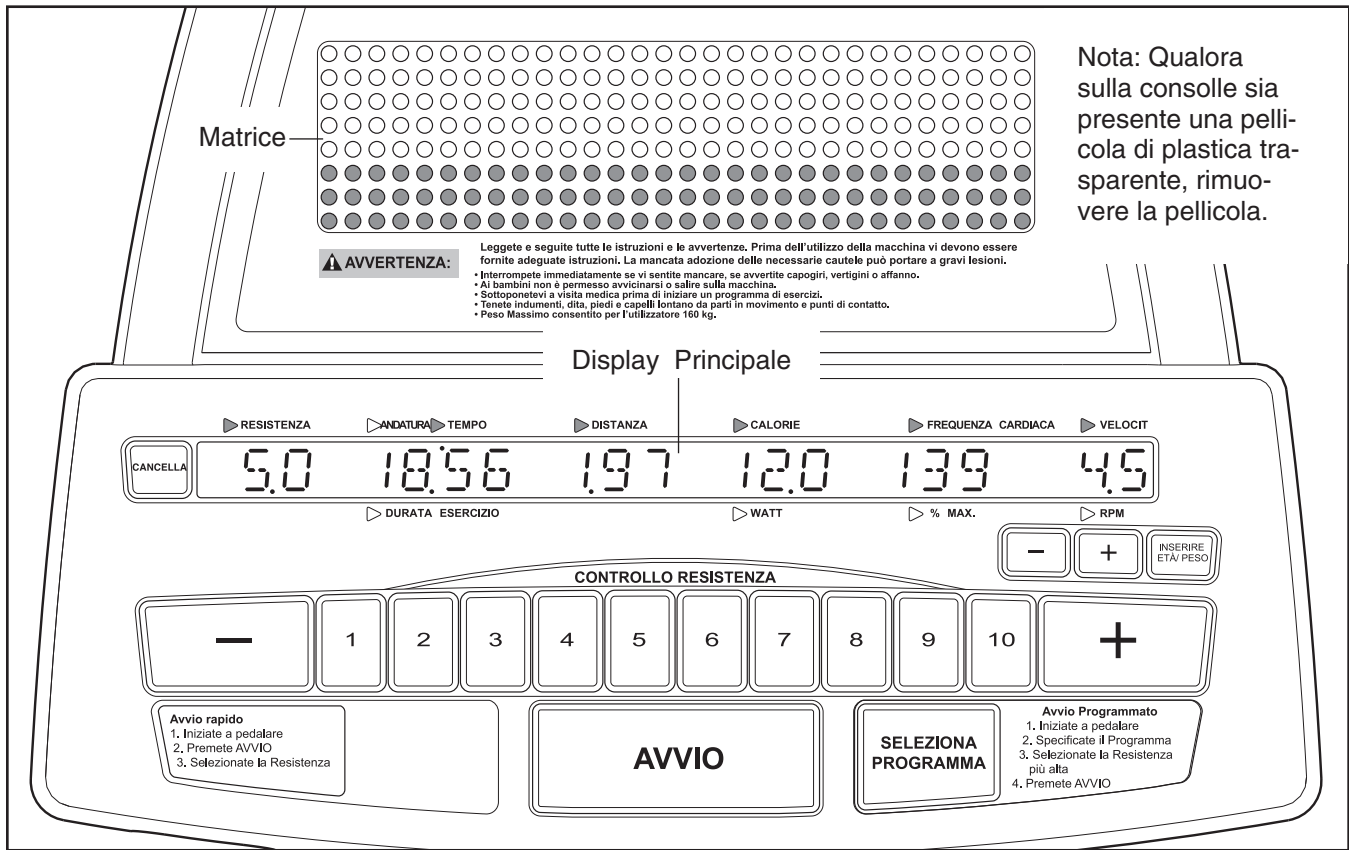 Nota: Qualora
sulla consolle sia
presente una pelli-
cola di plastica tra-
sparente, rimuo-
vere la pellicola.
Matrice
AVVERTENZA:
Leggete e seguite tutte le istruzioni e le avvertenze. Prima dell'utilizzo della macchina vi devono essere
fornite adeguate istruzioni. La mancata adozione delle necessarie cautele può portare a gravi lesioni.
• Interrompete immediatamente se vi sentite mancare, se avvertite capogiri, vertigini o affanno.
• Ai bambini non è permesso avvicinarsi o salire sulla macchina.
• Sottoponetevi a visita medica prima di iniziare un programma di esercizi.
• Tenete indumenti, dita, piedi e capelli lontano da parti in movimento e punti di contatto.
• Peso Massimo consentito per l'utilizzatore 160 kg.
Display Principale
RESISTENZA ANDATURA TEMPO DISTANZA CALORIE FREQUENZA CARDIACA VELOCIT
CANCELLA 5.0 18:56 1.97 12.0 139 4.5
DURATA ESERCIZIO WATT % MAX. RPM
− + INSERIRE
ETÀ/ PESO
CONTROLLO RESISTENZA
− 1 2 3 4 5 6 7 8 9 10 +
Avvio rapido
1. Iniziate a pedalare
2. Premete AVVIO
3. Selezionate la Resistenza
AVVIO
SELEZIONA
PROGRAMMA
Avvio Programmato
1. Iniziate a pedalare
2. Specificate il Programma
3. Selezionate la Resistenza
più alta
4. Premete AVVIO